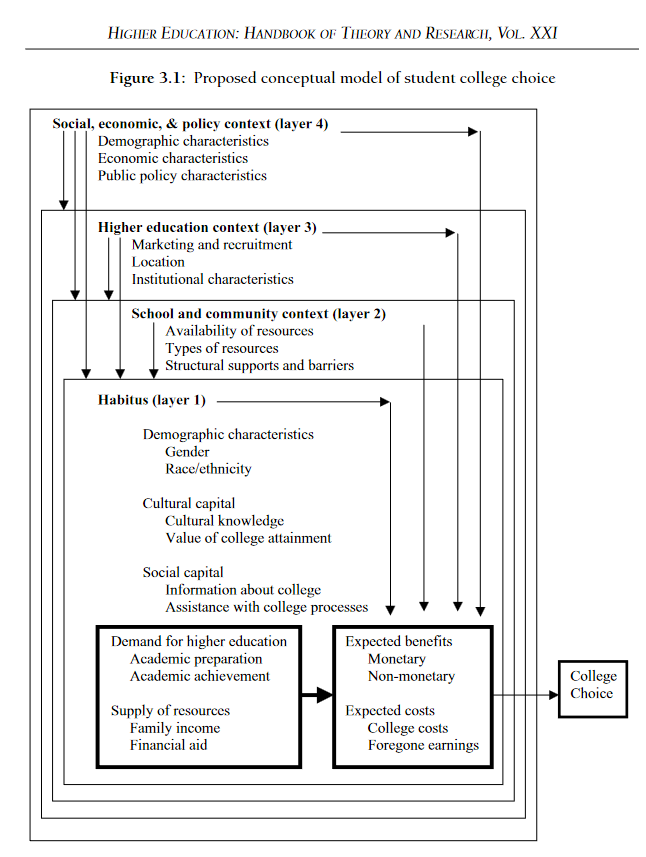 HIGHER EDUCATION: HANDBOOK OF THEORY AND RESEARCH, VOL. XXI
Figure 3.1: Proposed conceptual model of student college choice
Social, economic, & policy context (layer 4)
Demographic characteristics
Economic characteristics
Public policy characteristics
Higher education context (layer 3)
Marketing and recruitment
Location
Institutional characteristics
School and community context (layer 2)
Availability of resources
Types of resources
Structural supports and barriers
Habitus (layer 1)
Demographic characteristics
Gender
Race/ethnicity
Cultural capital
Cultural knowledge
Value of college attainment
Social capital
Information about college
Assistance with college processes
Demand for higher education
Academic preparation
Academic achievement
Supply of resources
Family income
Financial aid
Expected benefits
Monetary
Non-monetary
Expected costs
College costs
Foregone earnings
College
Choice